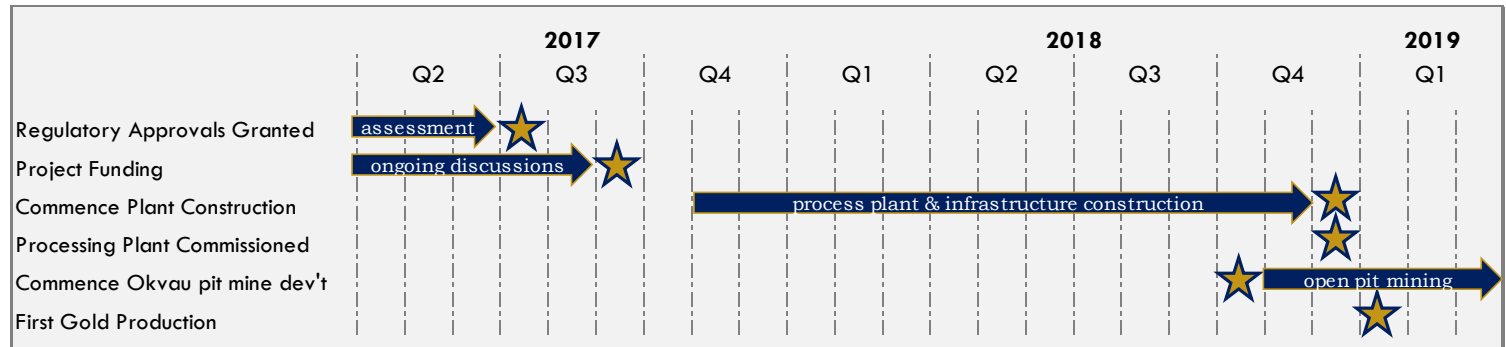 2017 2018 2019
Q2 Q3 Q4 Q1 Q2 Q3 Q4 Q1
Regulatory Approvals Granted assessment
Project Funding ongoing discussions
Commence Plant Construction process plant & infrastructure construction
Processing Plant Commissioned
Commence Okvau pit mine dev't open pit mining
First Gold Production